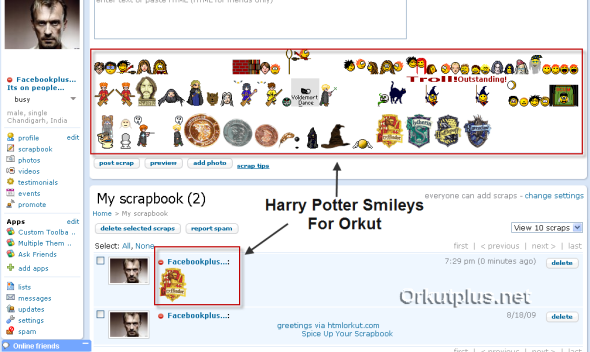 enter text or paste HTML (HTML for friends only)
Facebookplus...
Its on people...
busy
male, single
Chandigarh, India
profile edit
scrapbook
photos
videos
testimonials
events
promote
Apps edit
Custom Toolba ..
Multiple Them ..
Ask Friends
add apps
lists
messages
updates
settings
spam
Online friends
Troll! Outstanding!
Voldemort
Dance
post scrap preview add photo scrap tips
My scrapbook (2)
everyone can add scraps - change settings
Home > My scrapbook
Harry Potter Smileys
For Orkut
delete selected scraps report spam
View 10 scraps
Select: All, None
first | < previous | next > | last
Facebookplus...:
7:29 pm (0 minutes ago) delete
Orkutplus.net
Facebookplus...:
8/18/09 delete
greetings via htmlorkut.com
Spice Up Your Scrapbook